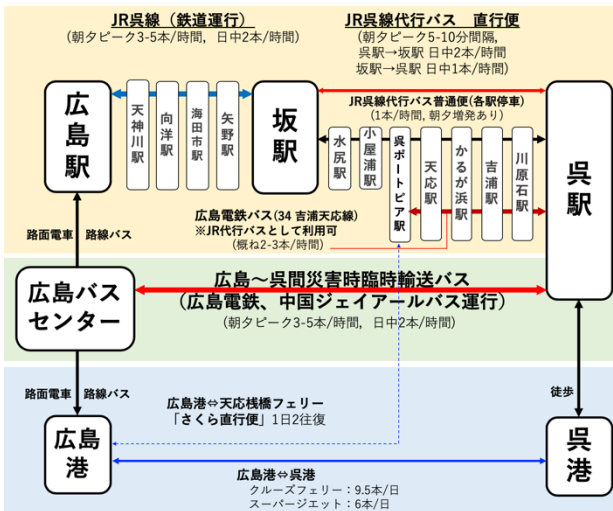 JR呉線（鉄道運行）
(朝夕ピーク3-5本/時間, 日中2本/時間)
JR呉線代行バス 直行便
(朝夕ピーク5-10分間隔,
呉駅→坂駅 日中2本/時間
坂駅→呉駅 日中1本/時間)
広島駅
天神川駅
向洋駅
海田市駅
矢野駅
坂駅
JR呉線代行バス普通便(各駅停車)
(1本/時間, 朝夕増発あり)
水尻駅
小屋浦駅
呉ポートピア駅
天応駅
かるが浜駅
吉浦駅
川原石駅
呉駅
広島電鉄バス(34 吉浦天応線)
※JR代行バスとして利用可
(概ね2-3本/時間)
路面電車
路線バス
広島バス
センター
広島～呉間災害時臨時輸送バス
(広島電鉄、中国ジェイアールバス運行)
(朝夕ピーク3-5本/時間, 日中2本/時間)
路面電車
路線バス
徒歩
広島港⇔天応桟橋フェリー
「さくら直行便」1日2往復
広島港
呉港
広島港⇔呉港
クルーズフェリー：9.5本/日
スーパージエット：6本/日